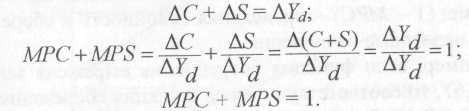 ΔC + ΔS = ΔY_d;
MPC + MPS = ΔC/ΔY_d + ΔS/ΔY_d = Δ(C+S)/ΔY_d = ΔY_d/ΔY_d = 1;
MPC + MPS = 1.